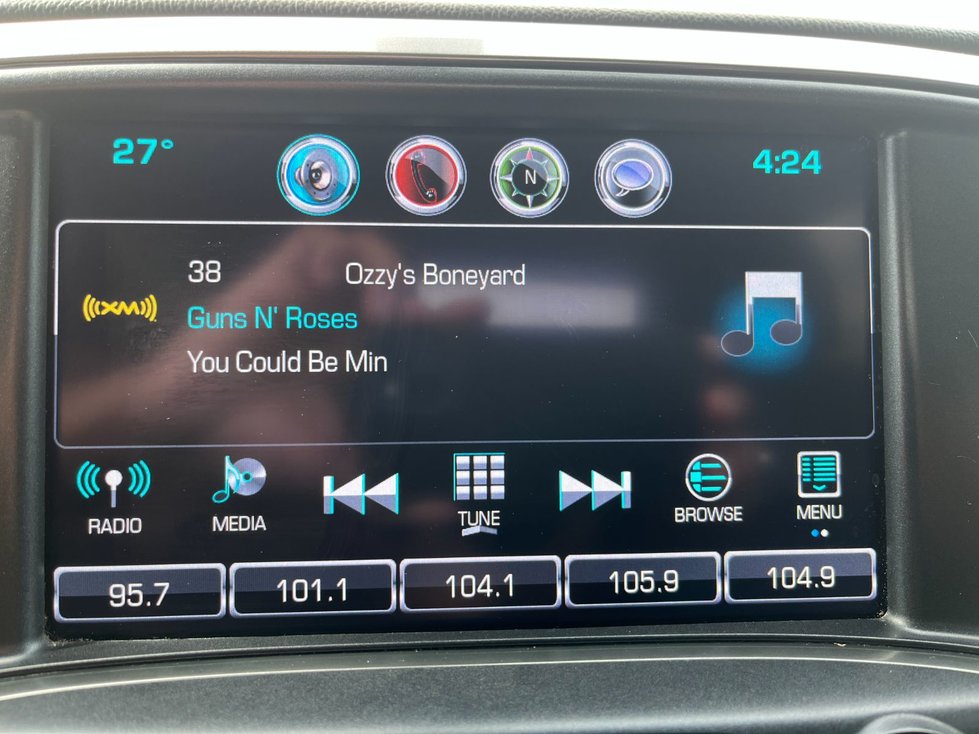 27°
N
4:24
38 Ozzy's Boneyard
((XM))
Guns N' Roses
You Could Be Min
RADIO
MEDIA
TUNE
BROWSE
MENU
95.7 101.1 104.1 105.9 104.9